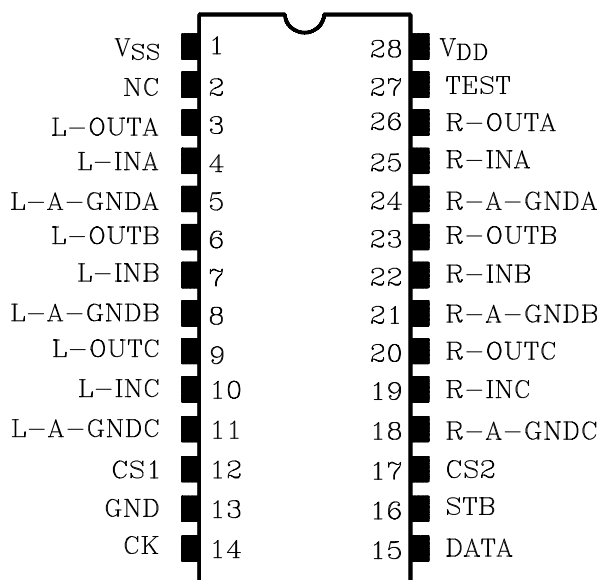 VSS 1 28 VDD
NC 2 27 TEST
L-OUTA 3 26 R-OUTA
L-INA 4 25 R-INA
L-A-GNDA 5 24 R-A-GNDA
L-OUTB 6 23 R-OUTB
L-INB 7 22 R-INB
L-A-GNDB 8 21 R-A-GNDB
L-OUTC 9 20 R-OUTC
L-INC 10 19 R-INC
L-A-GNDC 11 18 R-A-GNDC
CS1 12 17 CS2
GND 13 16 STB
CK 14 15 DATA